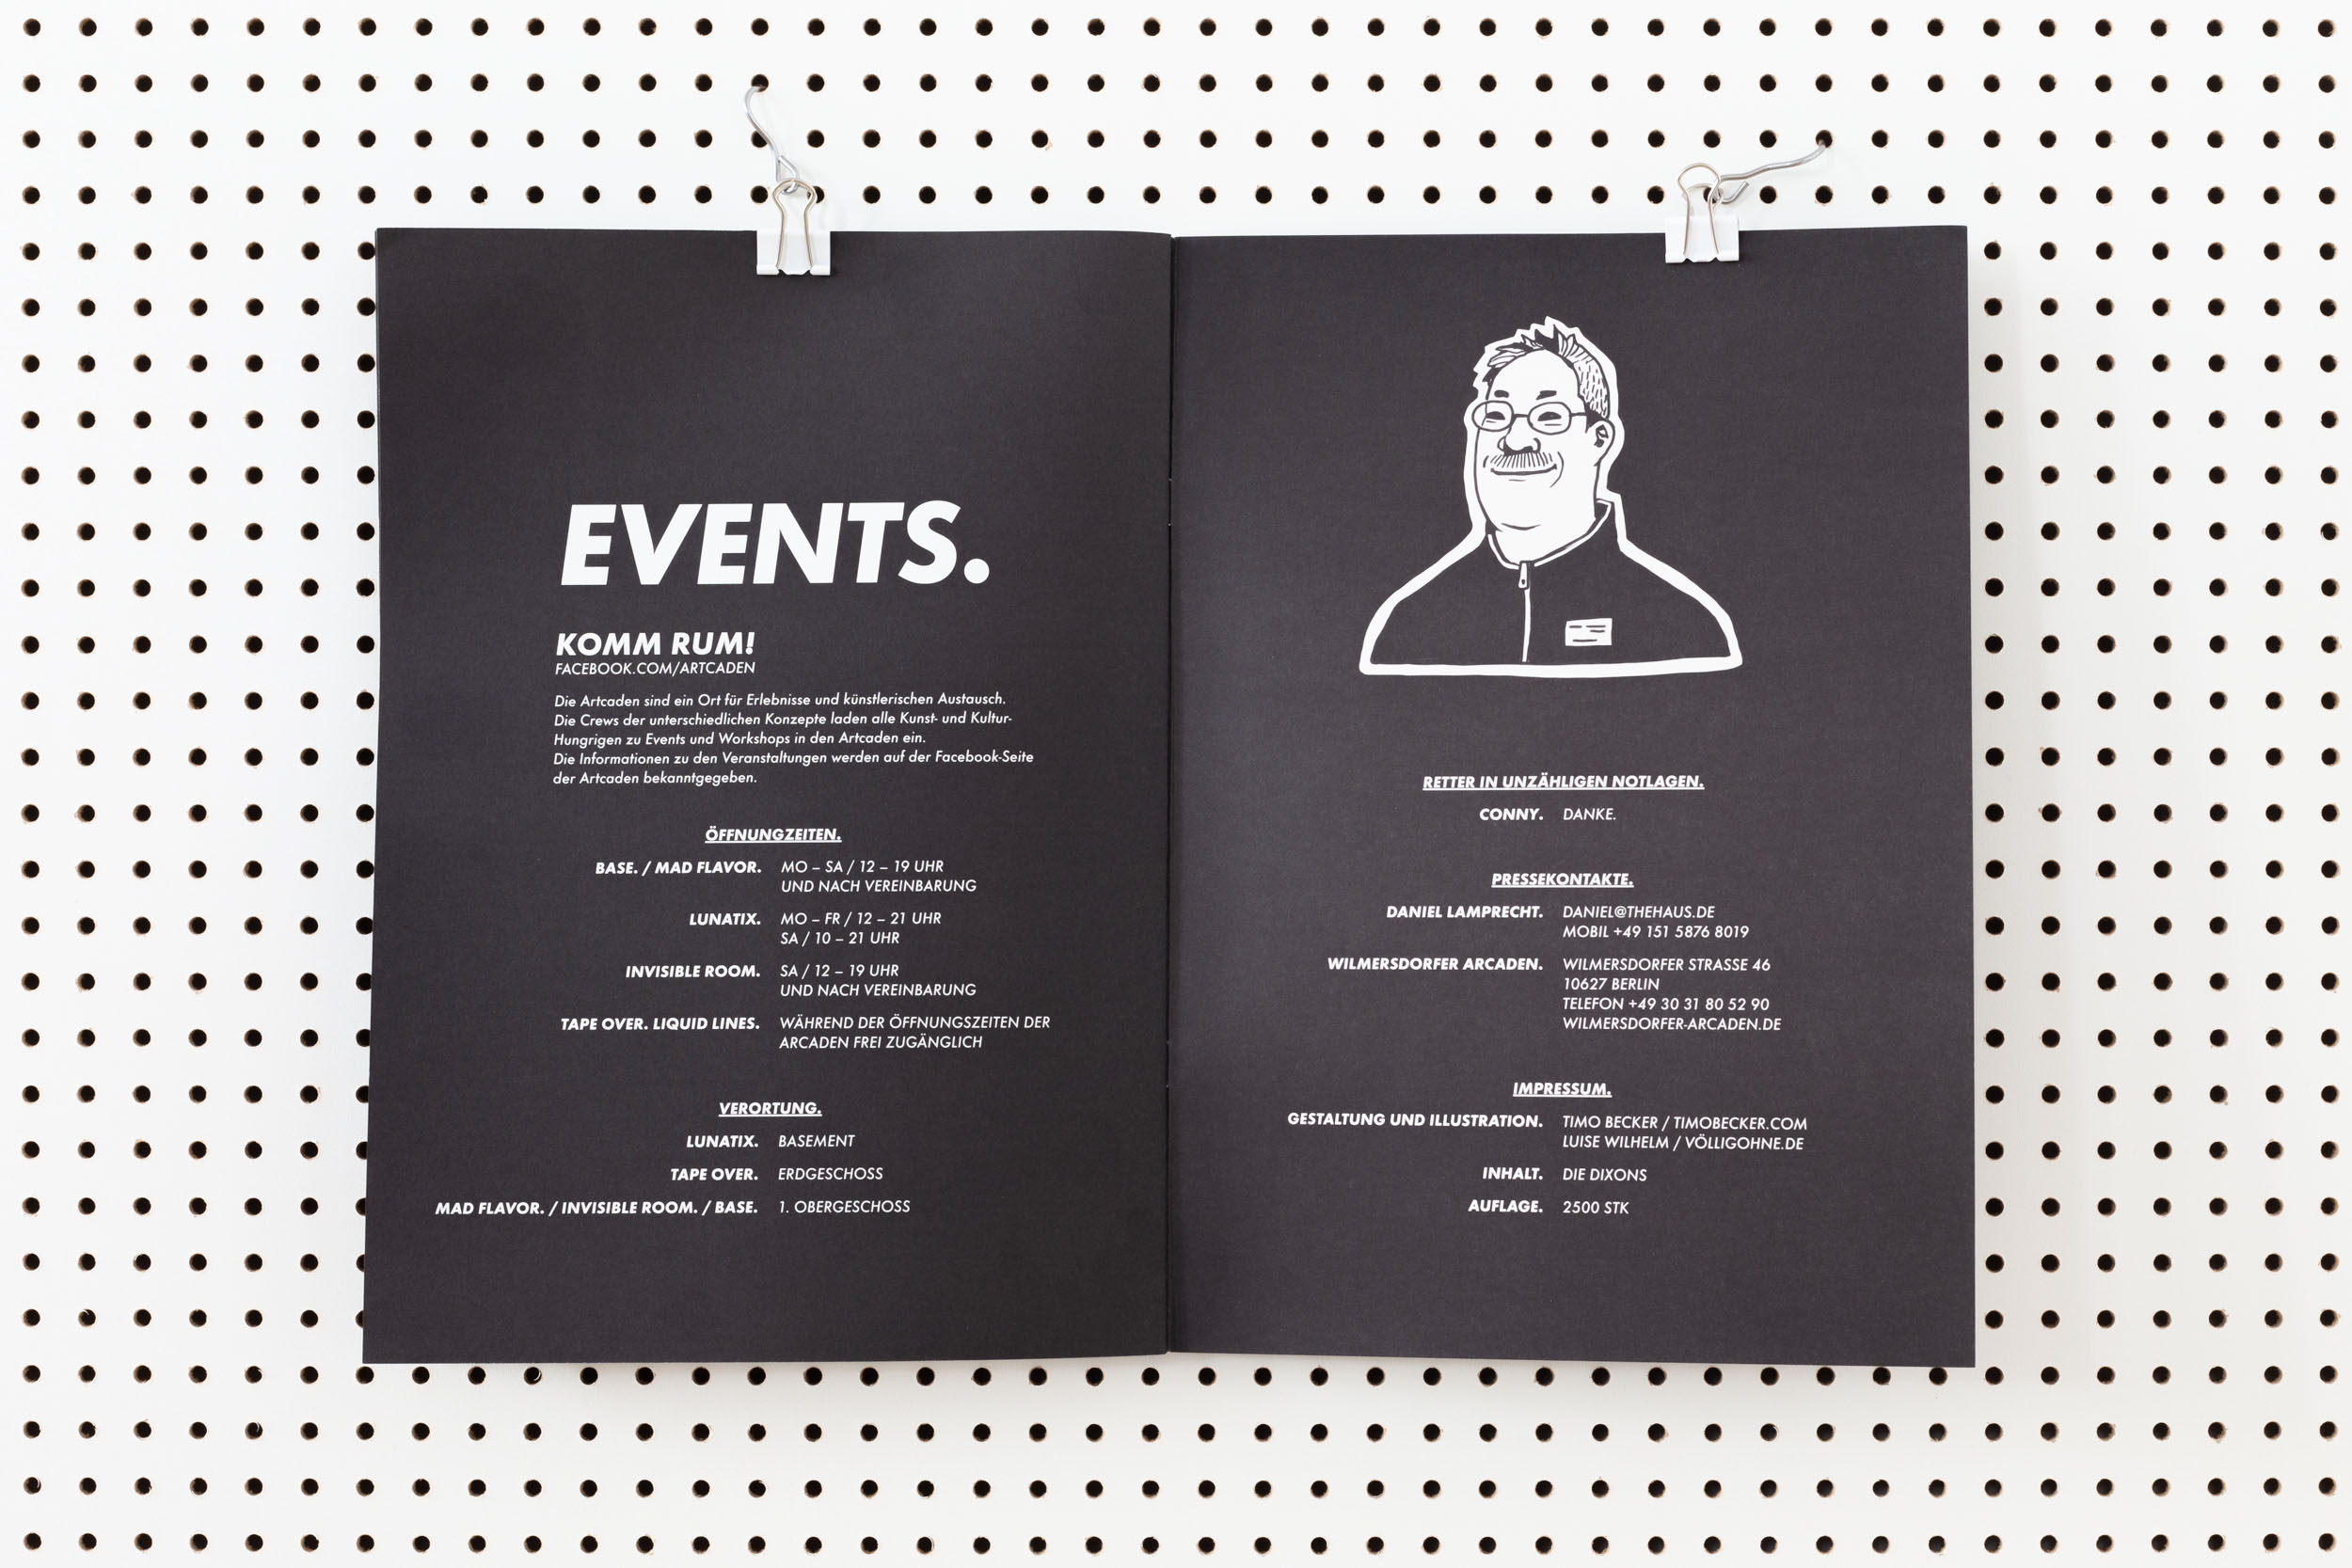 EVENTS.
KOMM RUM!
FACEBOOK.COM/ARTCADEN
Die Artcaden sind ein Ort für Erlebnisse und künstlerischen Austausch.
Die Crews der unterschiedlichen Konzepte laden alle Kunst- und Kultur-
Hungrigen zu Events und Workshops in den Artcaden ein.
Die Informationen zu den Veranstaltungen werden auf der Facebook-Seite
der Artcaden bekanntgegeben.
ÖFFNUNGZEITEN.
BASE. / MAD FLAVOR. MO – SA / 12 – 19 UHR
UND NACH VEREINBARUNG
LUNATIX. MO – FR / 12 – 21 UHR
SA / 10 – 21 UHR
INVISIBLE ROOM. SA / 12 – 19 UHR
UND NACH VEREINBARUNG
TAPE OVER. LIQUID LINES. WÄHREND DER ÖFFNUNGSZEITEN DER
ARCADEN FREI ZUGÄNGLICH
VERORTUNG.
LUNATIX. BASEMENT
TAPE OVER. ERDGESCHOSS
MAD FLAVOR. / INVISIBLE ROOM. / BASE. 1. OBERGESCHOSS
RETTER IN UNZÄHLIGEN NOTLAGEN.
CONNY. DANKE.
PRESSEKONTAKTE.
DANIEL LAMPRECHT. DANIEL@THEHAUS.DE
MOBIL +49 151 5876 8019
WILMERSDORFER ARCADEN. WILMERSDORFER STRASSE 46
10627 BERLIN
TELEFON +49 30 31 80 52 90
WILMERSDORFER-ARCADEN.DE
IMPRESSUM.
GESTALTUNG UND ILLUSTRATION. TIMO BECKER / TIMOBECKER.COM
LUISE WILHELM / VÖLLIGOHNE.DE
INHALT. DIE DIXONS
AUFLAGE. 2500 STK